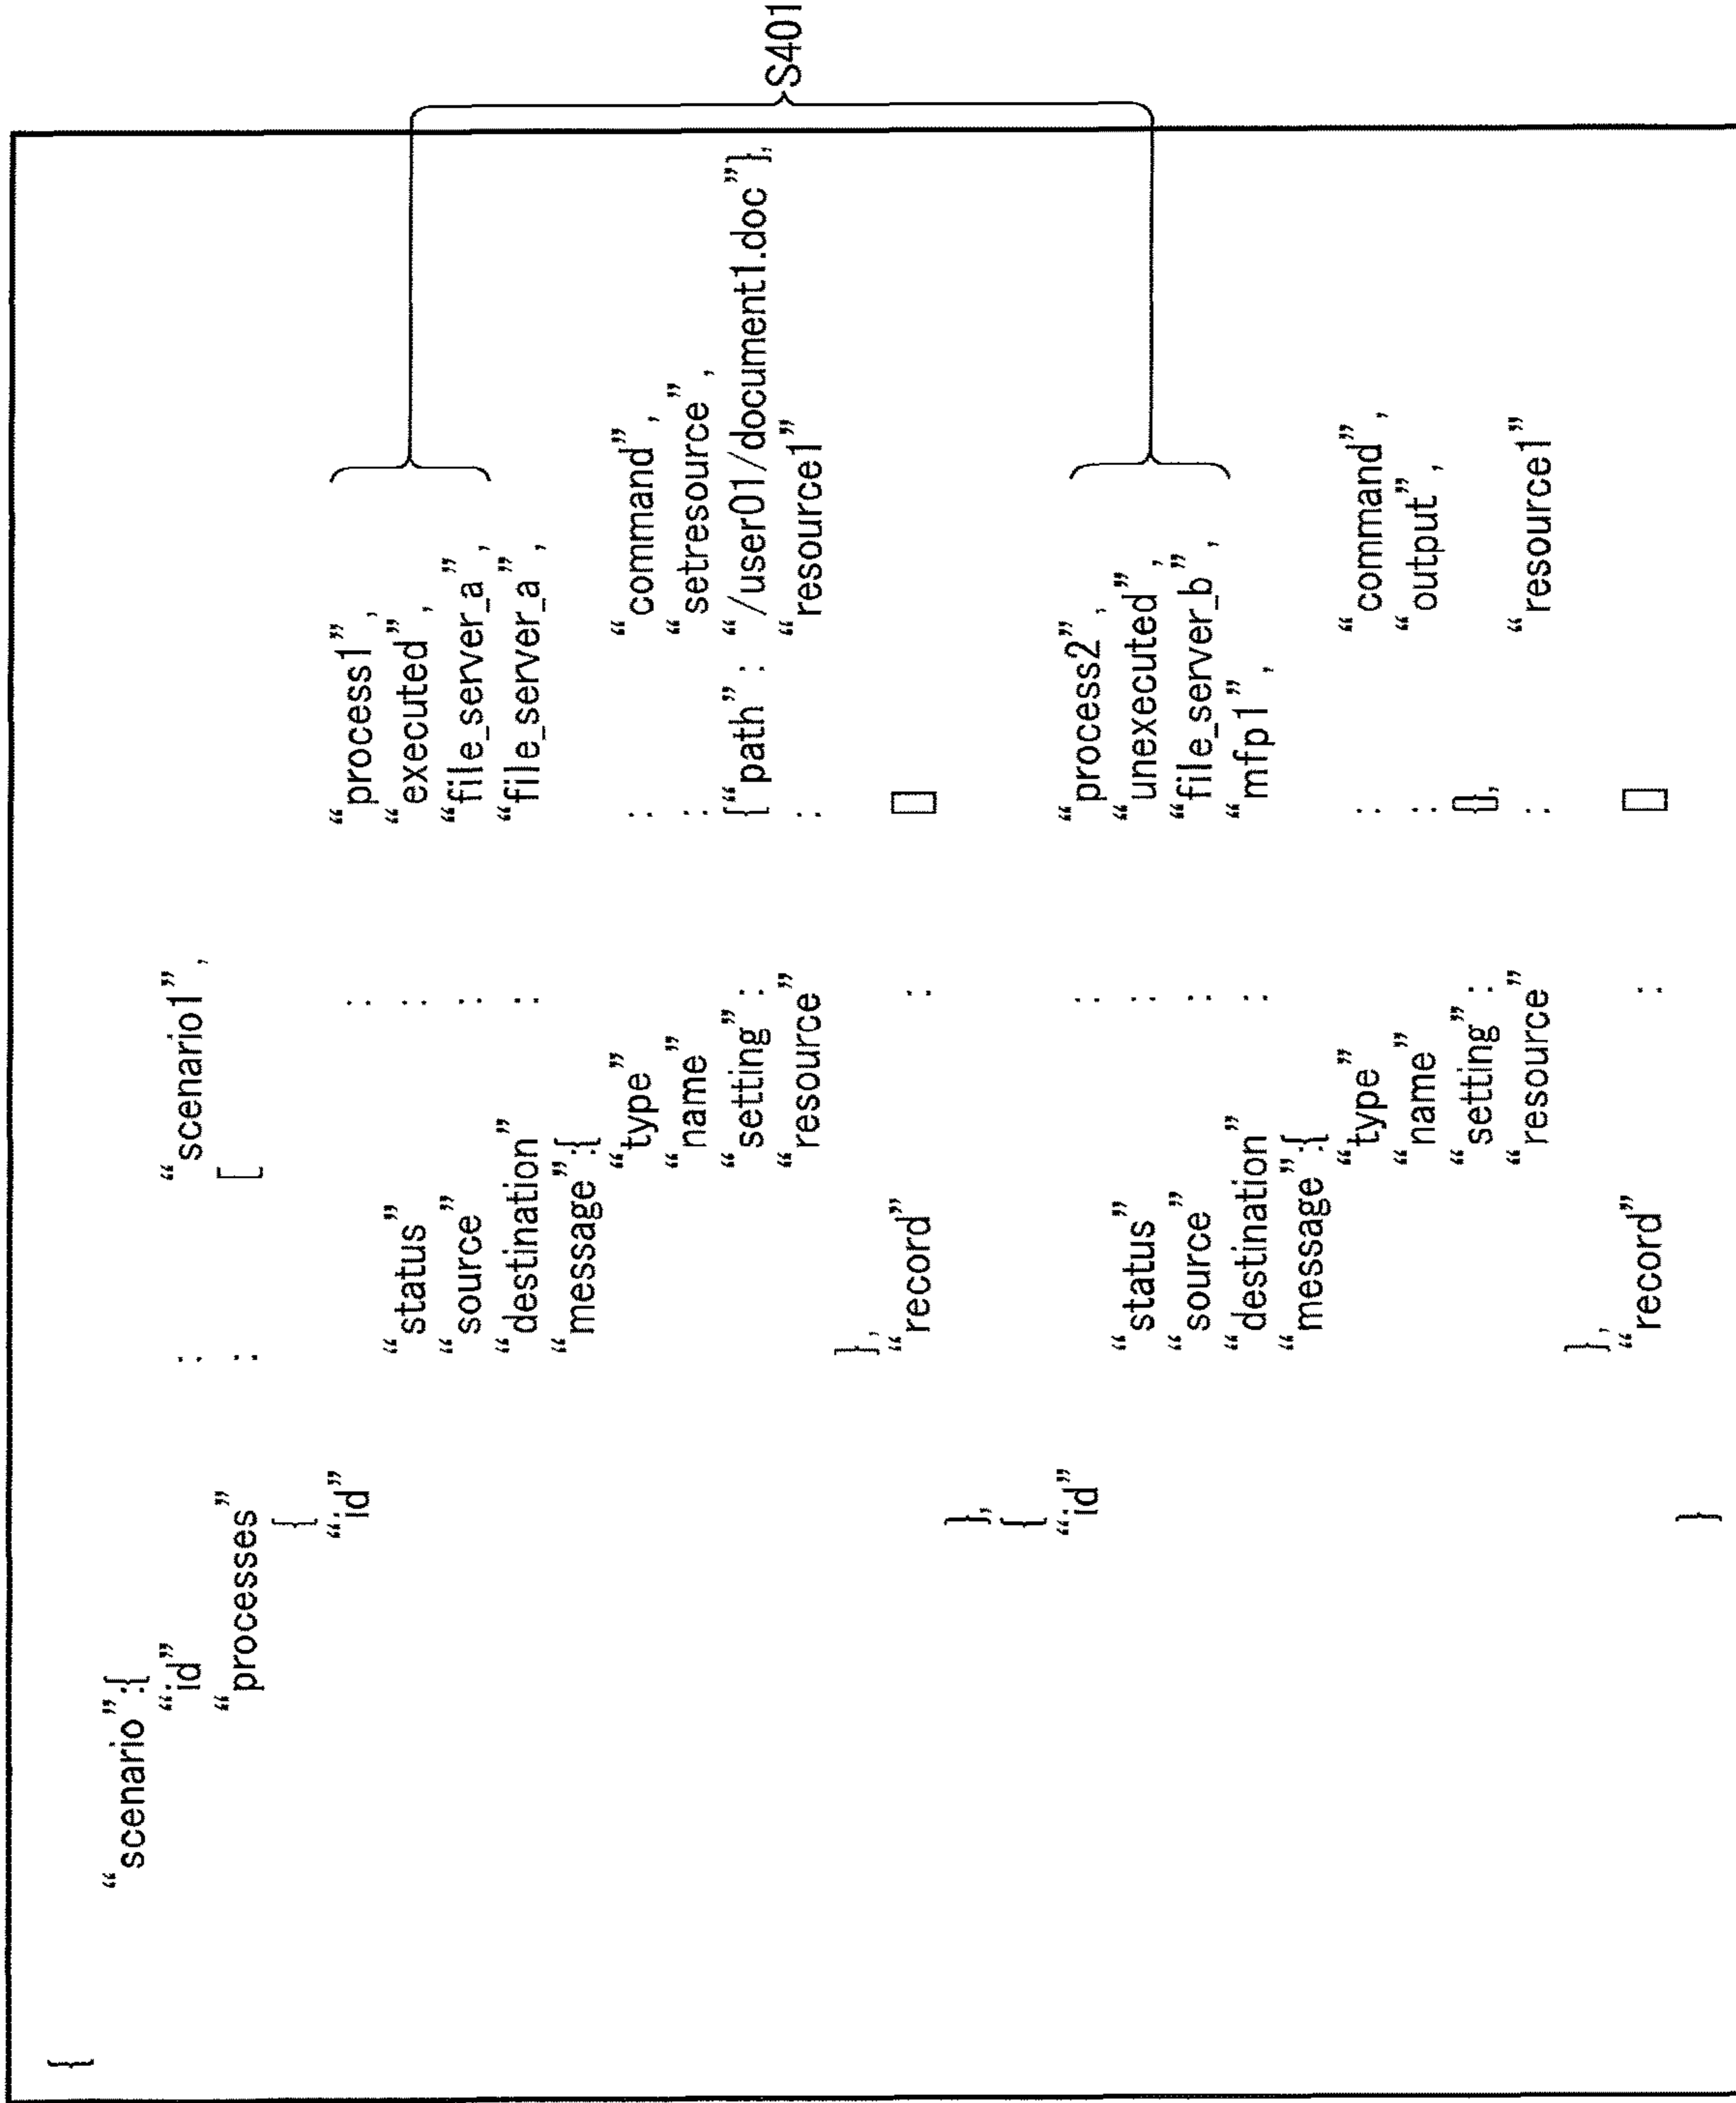 {
“scenario”:{
“id” : “scenario1”,
“processes” : [
{
“id” : “process1”,
“status” : “executed”,
“source” : “file_server_a”,
“destination” : “file_server_a”,
“message”:{
“type” : “command”,
“name” : “setresource”,
“setting” : {“path” : “/user01/document1.doc”},
“resource” : “resource1”
},
“record” : []
},
{
“id” : “process2”,
“status” : “unexecuted”,
“source” : “file_server_b”,
“destination” : “mfp1”,
“message”:{
“type” : “command”,
“name” : “output”,
“setting” : {},
“resource” : “resource1”
},
“record” : []
}
S401